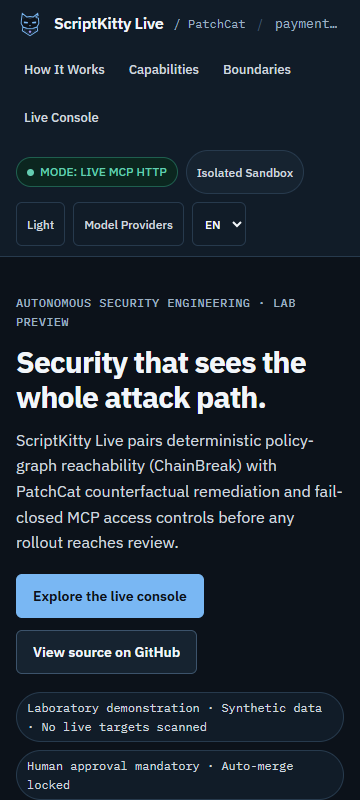 ScriptKitty Live / PatchCat / payment…
How It Works Capabilities Boundaries
Live Console
MODE: LIVE MCP HTTP Isolated Sandbox
Light Model Providers EN
AUTONOMOUS SECURITY ENGINEERING · LAB
PREVIEW
Security that sees the
whole attack path.
ScriptKitty Live pairs deterministic policy-
graph reachability (ChainBreak) with
PatchCat counterfactual remediation and fail-
closed MCP access controls before any
rollout reaches review.
Explore the live console
View source on GitHub
Laboratory demonstration · Synthetic data
· No live targets scanned
Human approval mandatory · Auto-merge
locked